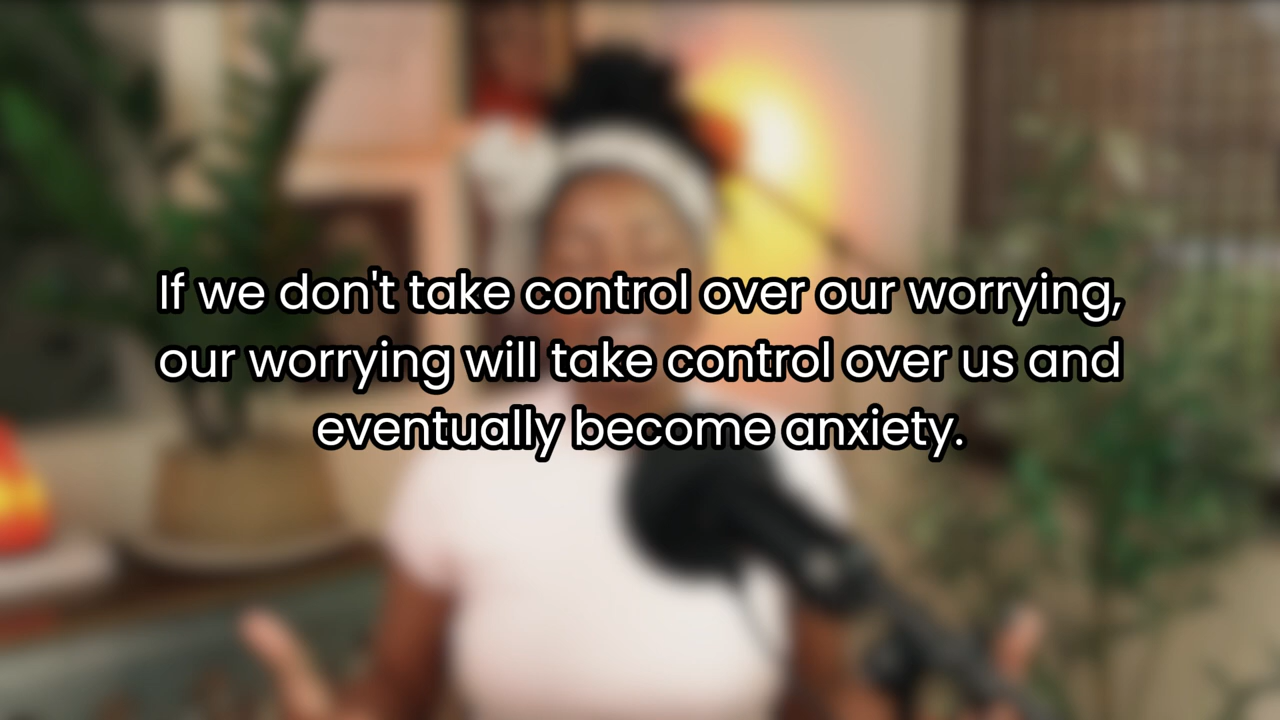 If we don't take control over our worrying,
our worrying will take control over us and
eventually become anxiety.